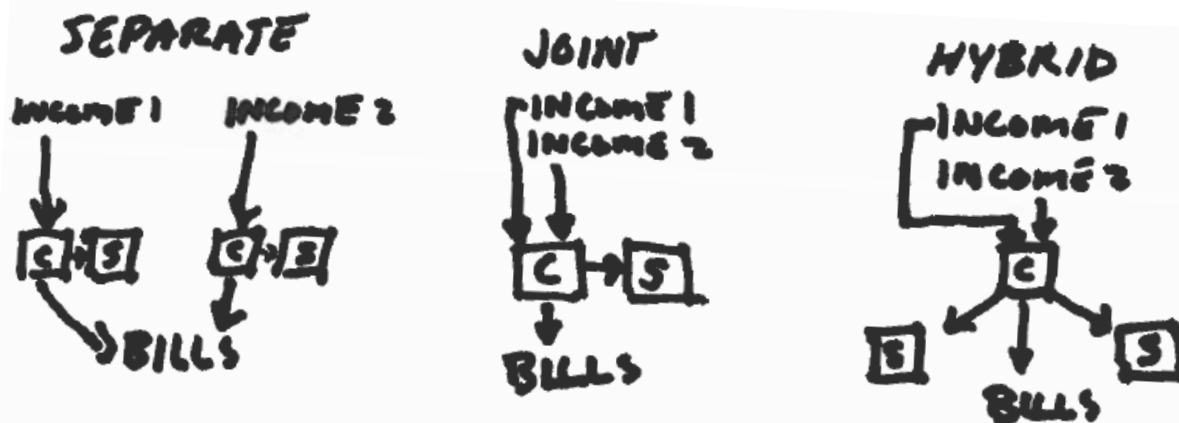 SEPARATE
INCOME 1
INCOME 2
C
S
C
S
BILLS
JOINT
INCOME 1
INCOME 2
C
S
BILLS
HYBRID
INCOME 1
INCOME 2
C
S
S
BILLS